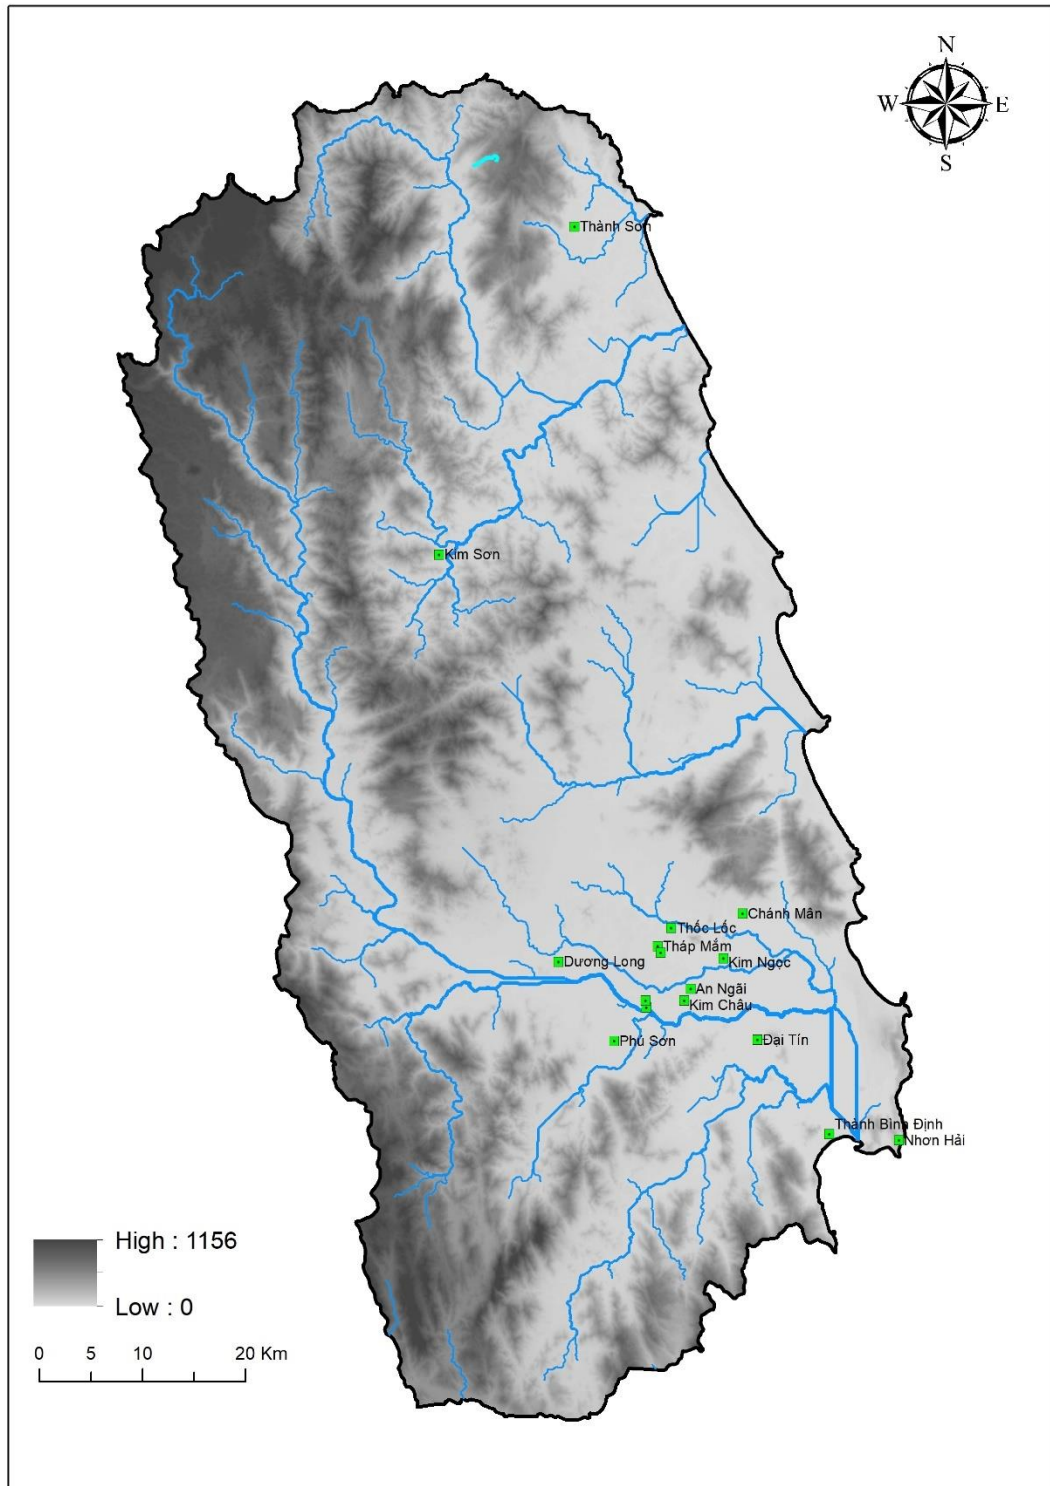 N
W E
S
Thành Sơn
Kim Sơn
Chánh Mân
Thốc Lốc
Tháp Mắm
Dương Long
Kim Ngọc
An Ngãi
Kim Châu
Phú Sơn
Đại Tín
Thành Bình Định
Nhơn Hải
High : 1156
Low : 0
0 5 10 20 Km